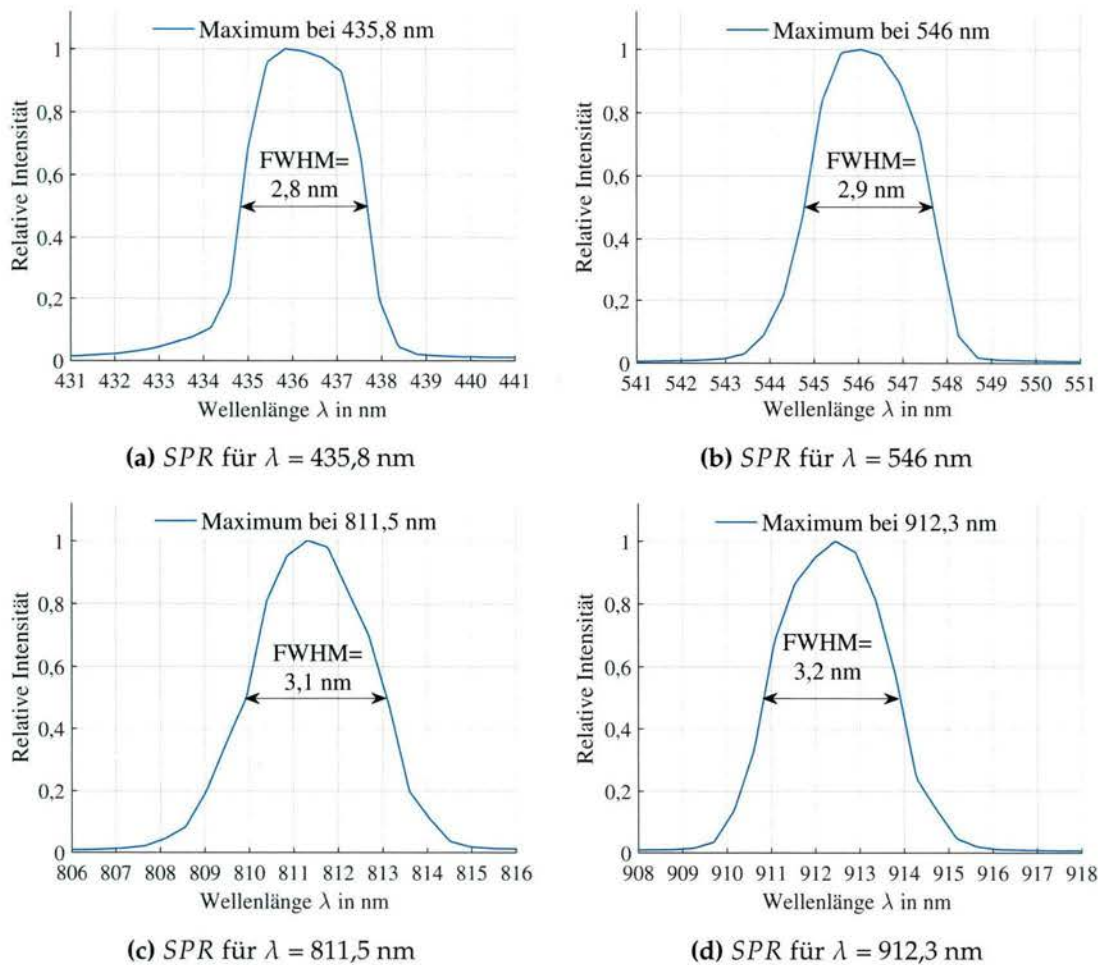 Maximum bei 435,8 nm
1
0,8
0,6
0,4
0,2
0
Relative Intensität
FWHM=
2,8 nm
431 432 433 434 435 436 437 438 439 440 441
Wellenlänge λ in nm
(a) SPR für λ = 435,8 nm
Maximum bei 546 nm
1
0,8
0,6
0,4
0,2
0
Relative Intensität
FWHM=
2,9 nm
541 542 543 544 545 546 547 548 549 550 551
Wellenlänge λ in nm
(b) SPR für λ = 546 nm
Maximum bei 811,5 nm
1
0,8
0,6
0,4
0,2
0
Relative Intensität
FWHM=
3,1 nm
806 807 808 809 810 811 812 813 814 815 816
Wellenlänge λ in nm
(c) SPR für λ = 811,5 nm
Maximum bei 912,3 nm
1
0,8
0,6
0,4
0,2
0
Relative Intensität
FWHM=
3,2 nm
908 909 910 911 912 913 914 915 916 917 918
Wellenlänge λ in nm
(d) SPR für λ = 912,3 nm